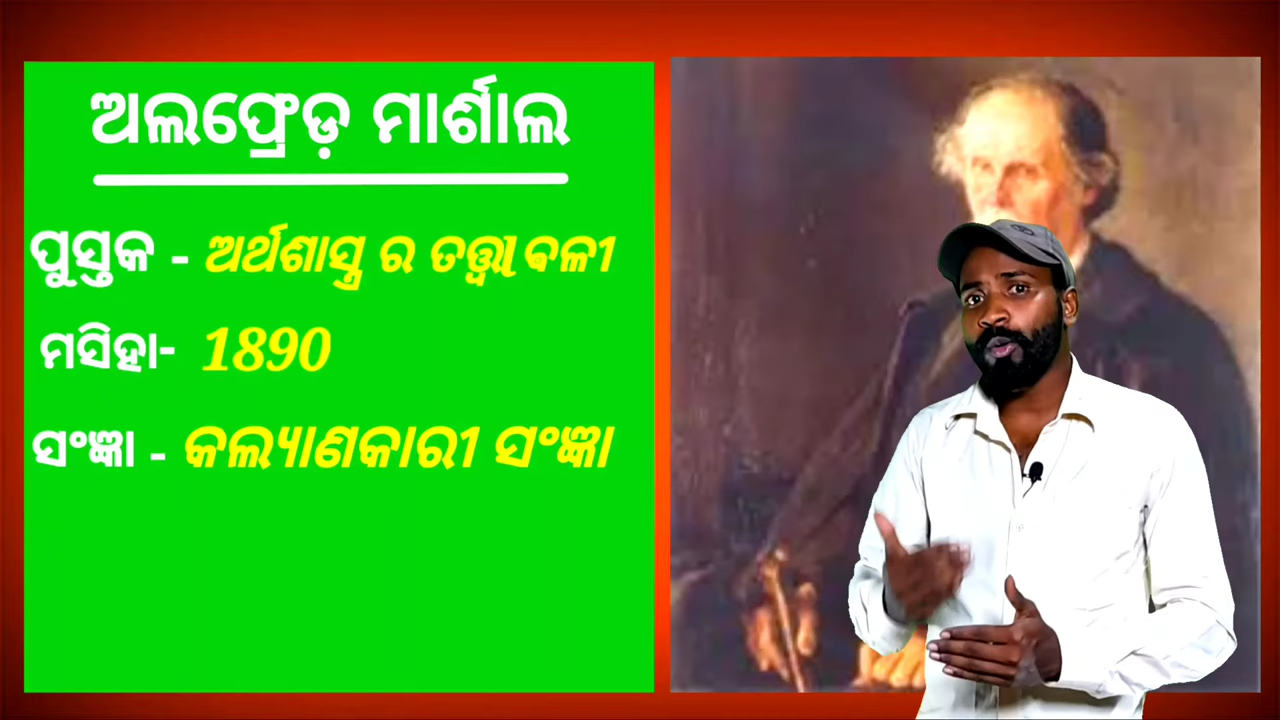 ଅଲଫ୍ରେଡ଼ ମାର୍ଶାଲ
ପୁସ୍ତକ - ଅର୍ଥଶାସ୍ତ୍ର ର ତତ୍ତ୍ୱାବଳୀ
ମସିହା- 1890
ସଂଜ୍ଞା - କଲ୍ୟାଣକାରୀ ସଂଜ୍ଞା